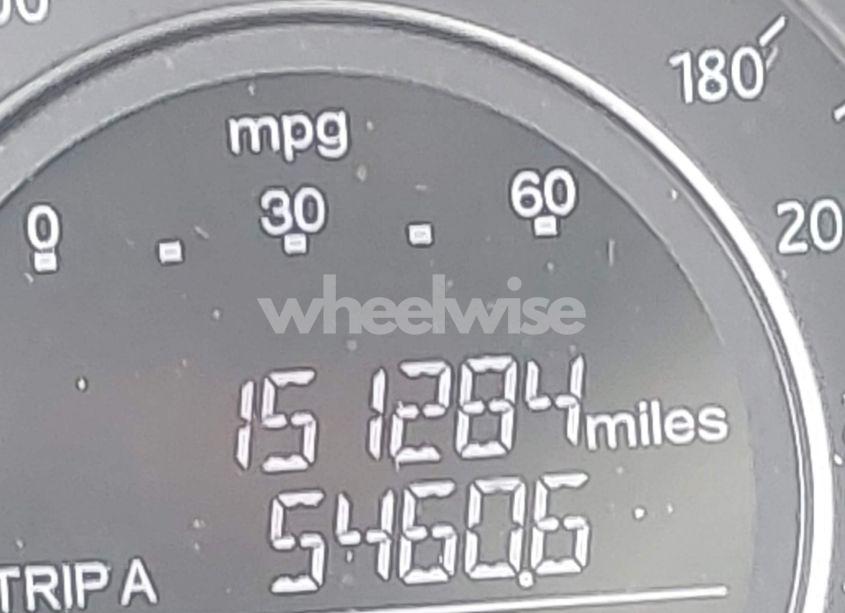 180
mpg
0 30 60
20
wheelwise
151284 miles
5460.6
TRIP A